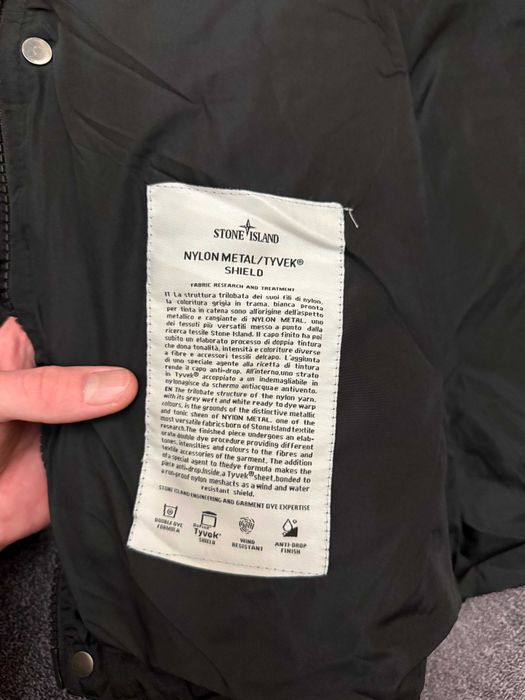 STONE ISLAND
NYLON METAL/TYVEK®
SHIELD
FABRIC RESEARCH AND TREATMENT
IT La struttura trilobata dei suoi fili di nylon,
la coloritura grigia in trama, bianca pronta
per tinta in catena sono all'origine dell'aspetto
metallico e cangiante di NYLON METAL, uno
dei tessuti più versatili messo a punto dalla
ricerca tessile Stone Island. Il capo finito ha poi
subito un elaborato processo di doppia tintura
che dona tonalità, intensità e coloriture diverse
a fibre e accessori tessili delcapo. L'aggiunta
di uno speciale agente alla ricetta di tintura
rende il capo anti-drop. All'interno,uno strato
in Tyvek® accoppiato a un indemagliabile in
nylonagisce da schermo antiacquae antivento.
EN The trilobate structure of the nylon yarn,
with its grey weft and white ready to dye warp
colours, is the grounds of the distinctive metallic
and tonic sheen of NYLON METAL, one of the
most versatile fabrics born of Stone Island textile
research.The finished piece undergoes an elab-
orate double dye procedure providing different
tones, intensities and colours to the fibres and
textile accessories of the garment. The addition
of a special agent to thedye formula makes the
piece anti-drop.Inside,a Tyvek®sheet,bonded to
a run-proof nylon meshacts as a wind and water
resistant shield.
STONE ISLAND ENGINEERING AND GARMENT DYE EXPERTISE
DOUBLE DYE
FORMULA
Tyvek®
SHIELD
WIND
RESISTANT
ANTI-DROP
FINISH